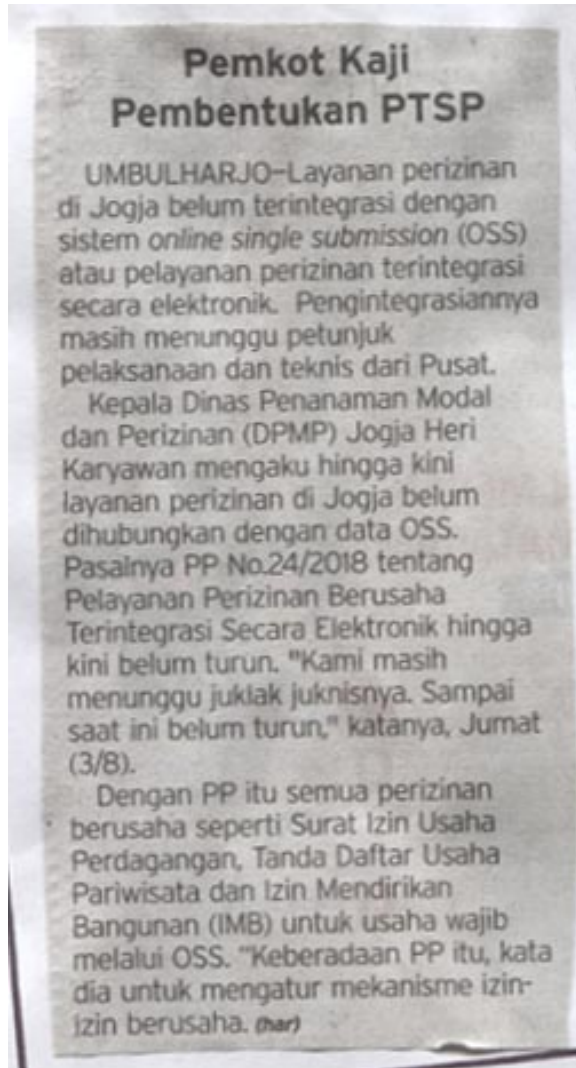 Pemkot Kaji
Pembentukan PTSP
UMBULHARJO-Layanan perizinan
di Jogja belum terintegrasi dengan
sistem online single submission (OSS)
atau pelayanan perizinan terintegrasi
secara elektronik. Pengintegrasiannya
masih menunggu petunjuk
pelaksanaan dan teknis dari Pusat.
Kepala Dinas Penanaman Modal
dan Perizinan (DPMP) Jogja Heri
Karyawan mengaku hingga kini
layanan perizinan di Jogja belum
dihubungkan dengan data OSS.
Pasalnya PP No.24/2018 tentang
Pelayanan Perizinan Berusaha
Terintegrasi Secara Elektronik hingga
kini belum turun. "Kami masih
menunggu juklak juknisnya. Sampai
saat ini belum turun," katanya, Jumat
(3/8).
Dengan PP itu semua perizinan
berusaha seperti Surat Izin Usaha
Perdagangan, Tanda Daftar Usaha
Pariwisata dan Izin Mendirikan
Bangunan (IMB) untuk usaha wajib
melalui OSS. "Keberadaan PP itu, kata
dia untuk mengatur mekanisme izin-
izin berusaha. (har)